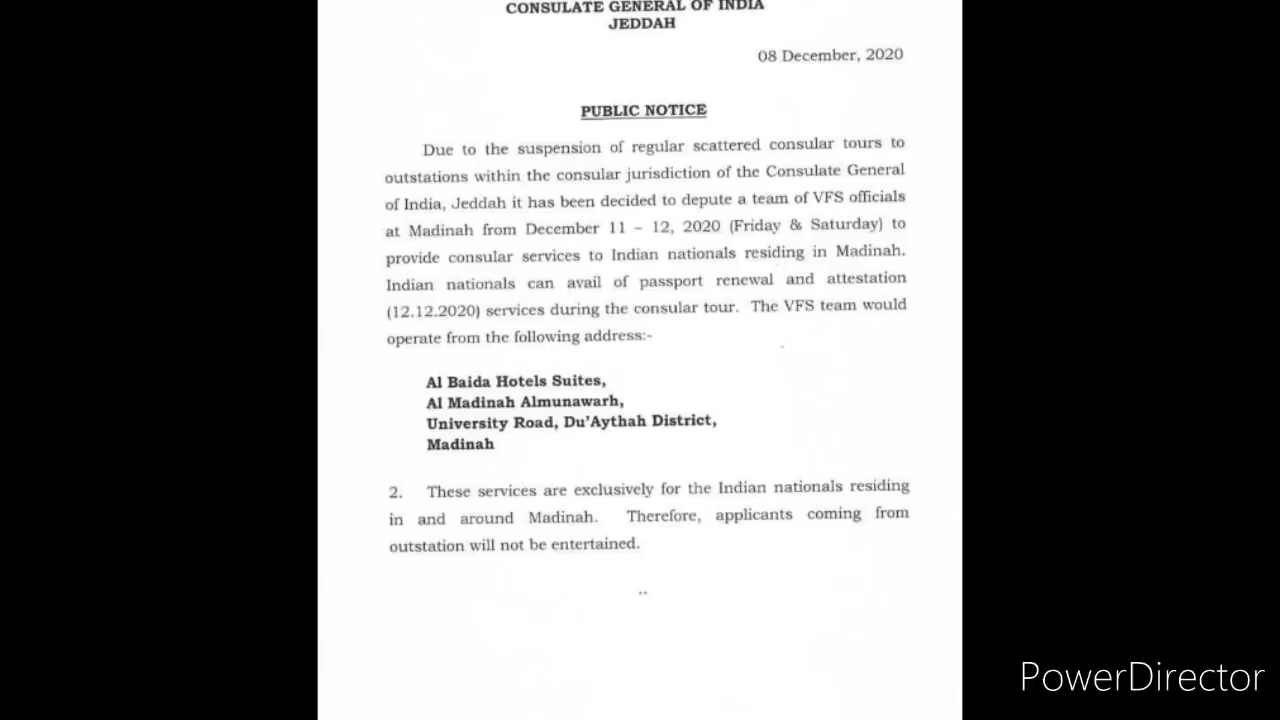 CONSULATE GENERAL OF INDIA
JEDDAH
08 December, 2020
PUBLIC NOTICE
Due to the suspension of regular scattered consular tours to
outstations within the consular jurisdiction of the Consulate General
of India, Jeddah it has been decided to depute a team of VFS officials
at Madinah from December 11 – 12, 2020 (Friday & Saturday) to
provide consular services to Indian nationals residing in Madinah.
Indian nationals can avail of passport renewal and attestation
(12.12.2020) services during the consular tour. The VFS team would
operate from the following address:-
Al Baida Hotels Suites,
Al Madinah Almunawarh,
University Road, Du'Aythah District,
Madinah
2. These services are exclusively for the Indian nationals residing
in and around Madinah. Therefore, applicants coming from
outstation will not be entertained.
..
PowerDirector